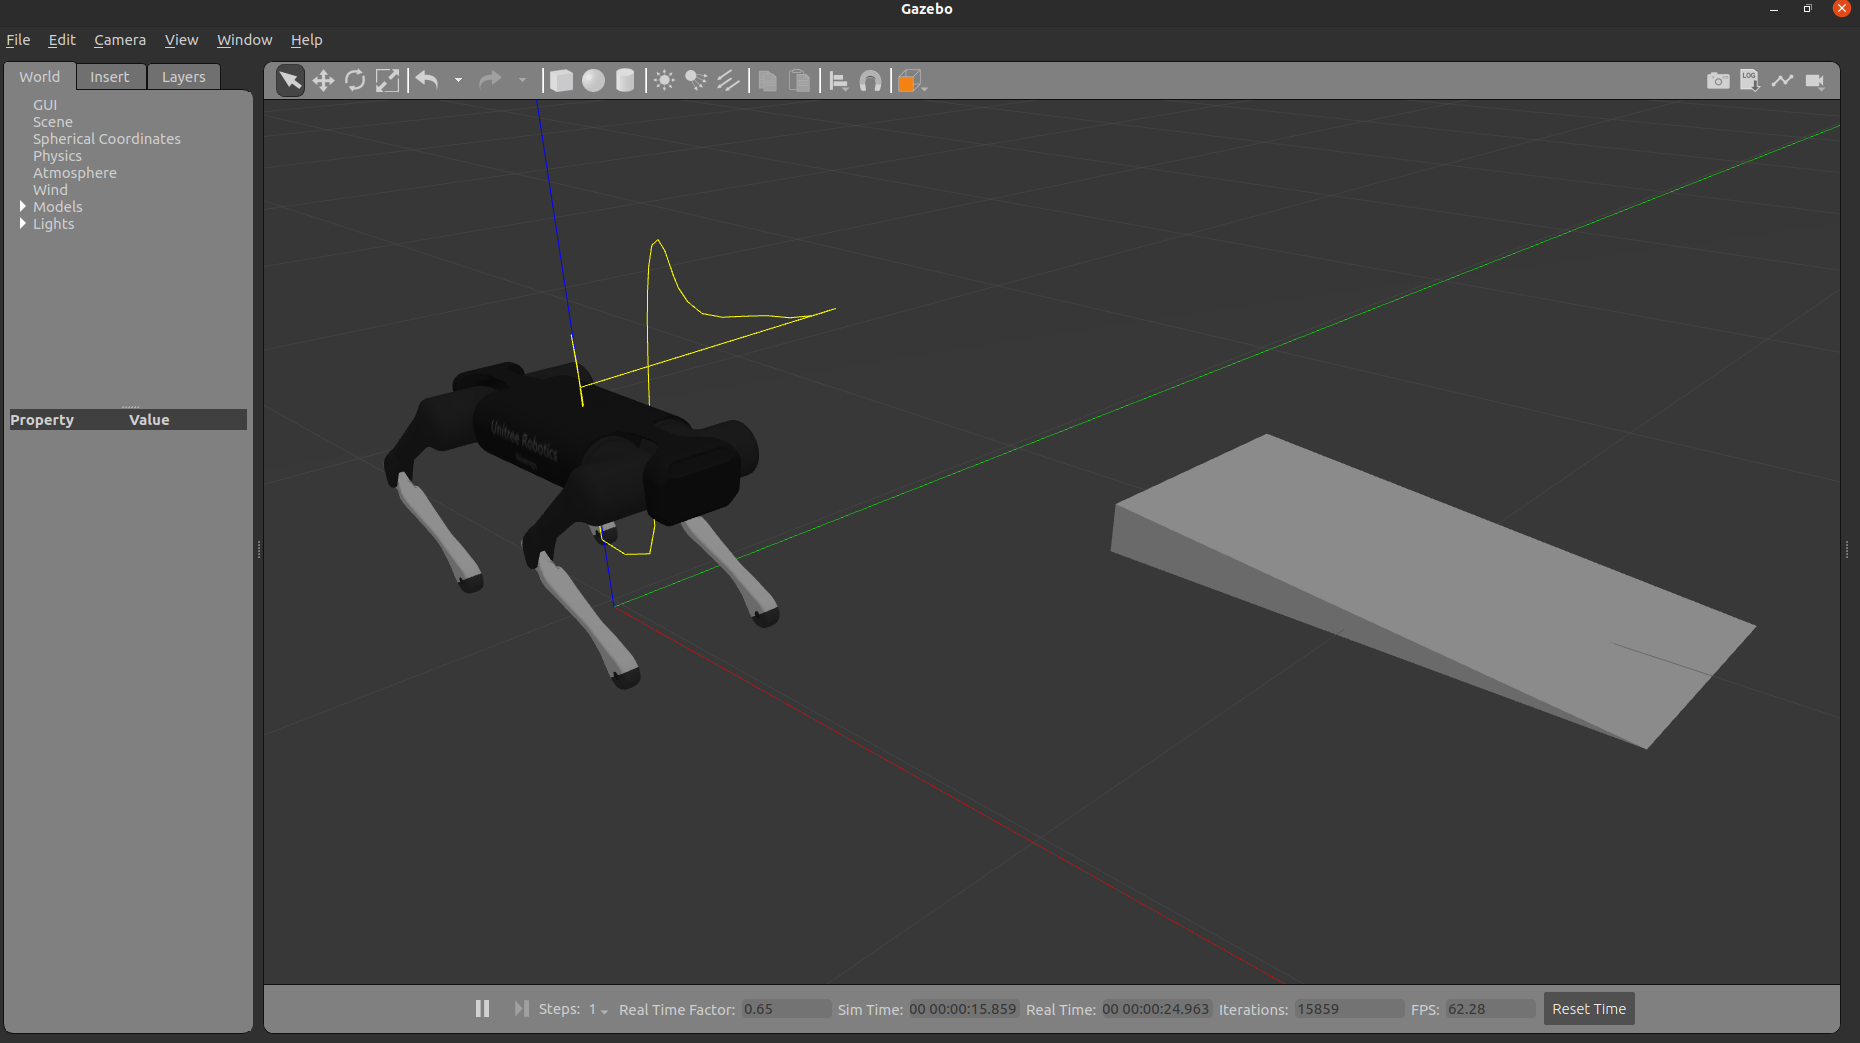 Gazebo
File Edit Camera View Window Help
World Insert Layers
LOG
GUI
Scene
Spherical Coordinates
Physics
Atmosphere
Wind
Models
Lights
Property Value
Unitree Robotics
Steps: 1 Real Time Factor: 0.65 Sim Time: 00 00:00:15.859 Real Time: 00 00:00:24.963 Iterations: 15859 FPS: 62.28 Reset Time